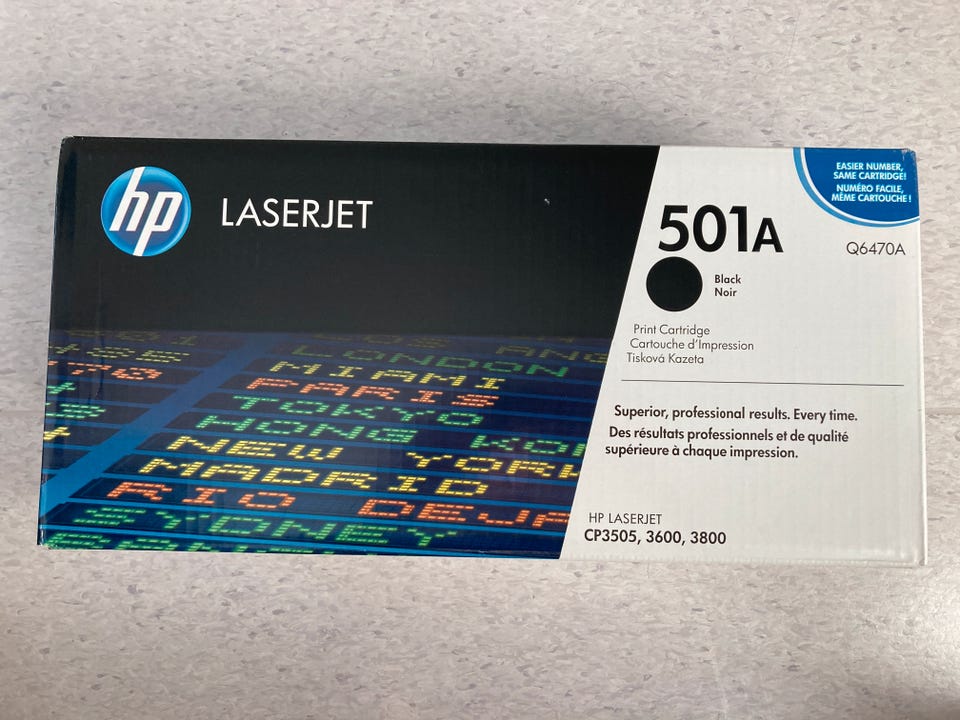 hp
LASERJET
EASIER NUMBER,
SAME CARTRIDGE!
NUMÉRO FACILE,
MÊME CARTOUCHE!
501A
Q6470A
Black
Noir
Print Cartridge
Cartouche d'Impression
Tisková Kazeta
LONDON
MIAMI
PARIS
TOKYO
HONG KON
NEW YORK
MADRID
RIO DEJA
SYDNEY
Superior, professional results. Every time.
Des résultats professionnels et de qualité
supérieure à chaque impression.
HP LASERJET
CP3505, 3600, 3800